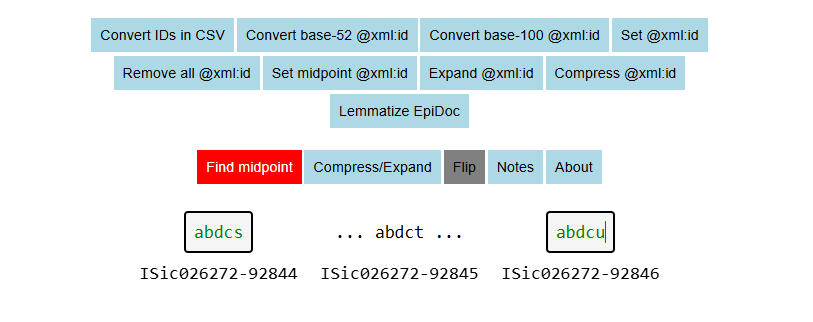 Convert IDs in CSV Convert base-52 @xml:id Convert base-100 @xml:id Set @xml:id
Remove all @xml:id Set midpoint @xml:id Expand @xml:id Compress @xml:id
Lemmatize EpiDoc
Find midpoint Compress/Expand Flip Notes About
abdcs ... abdct ... abdcu
ISic026272-92844 ISic026272-92845 ISic026272-92846